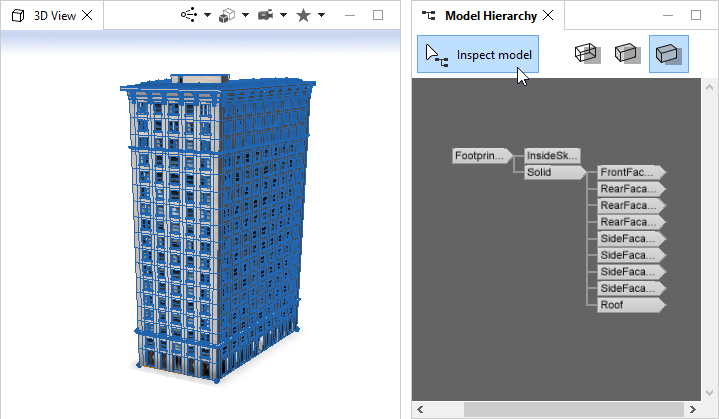 3D View
Model Hierarchy
Inspect model
Footprin...
InsideSk...
Solid
FrontFac...
RearFaca...
RearFaca...
RearFaca...
SideFaca...
SideFaca...
SideFaca...
SideFaca...
Roof